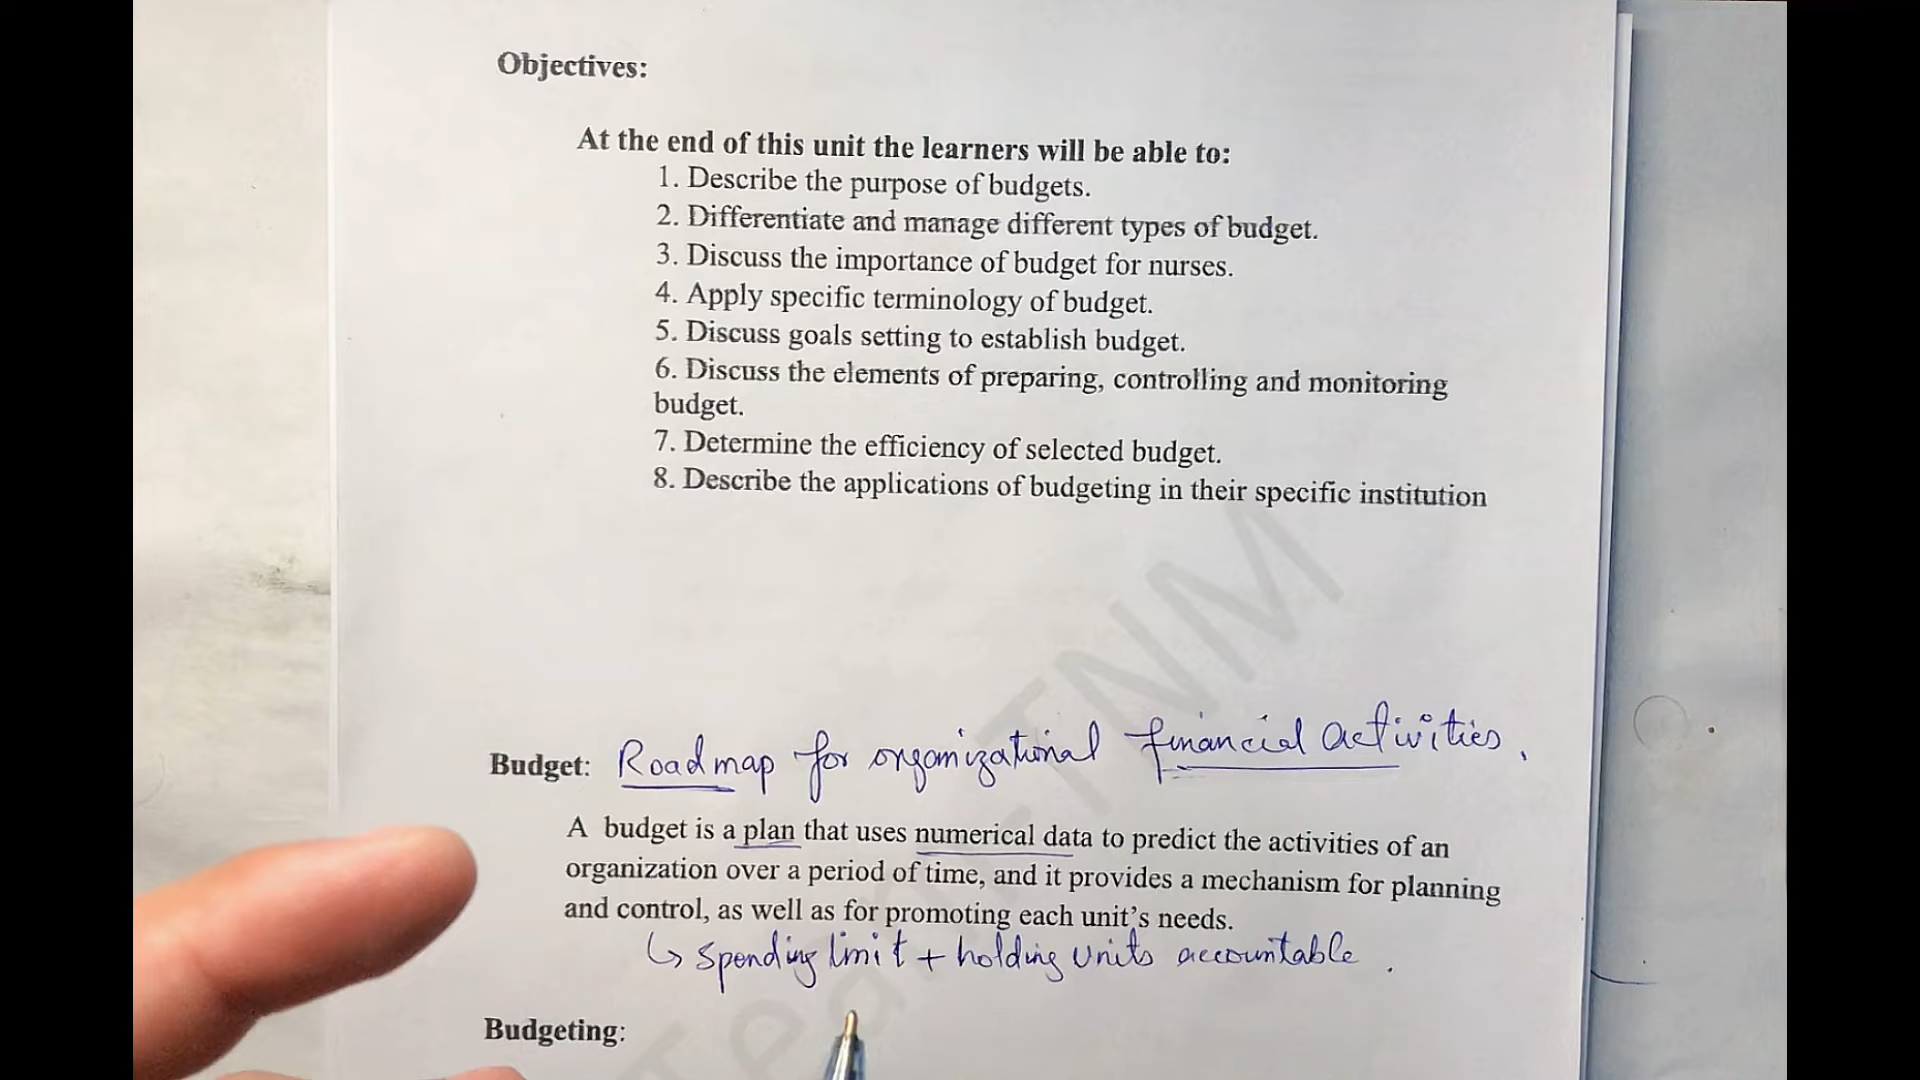 Objectives:
At the end of this unit the learners will be able to:
1. Describe the purpose of budgets.
2. Differentiate and manage different types of budget.
3. Discuss the importance of budget for nurses.
4. Apply specific terminology of budget.
5. Discuss goals setting to establish budget.
6. Discuss the elements of preparing, controlling and monitoring
budget.
7. Determine the efficiency of selected budget.
8. Describe the applications of budgeting in their specific institution
Budget: Roadmap for organizational financial activities.
A budget is a plan that uses numerical data to predict the activities of an
organization over a period of time, and it provides a mechanism for planning
and control, as well as for promoting each unit's needs.
↳ spending limit + holding units accountable.
Budgeting:
TNM